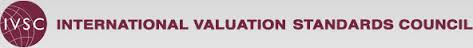 IVSC INTERNATIONAL VALUATION STANDARDS COUNCIL